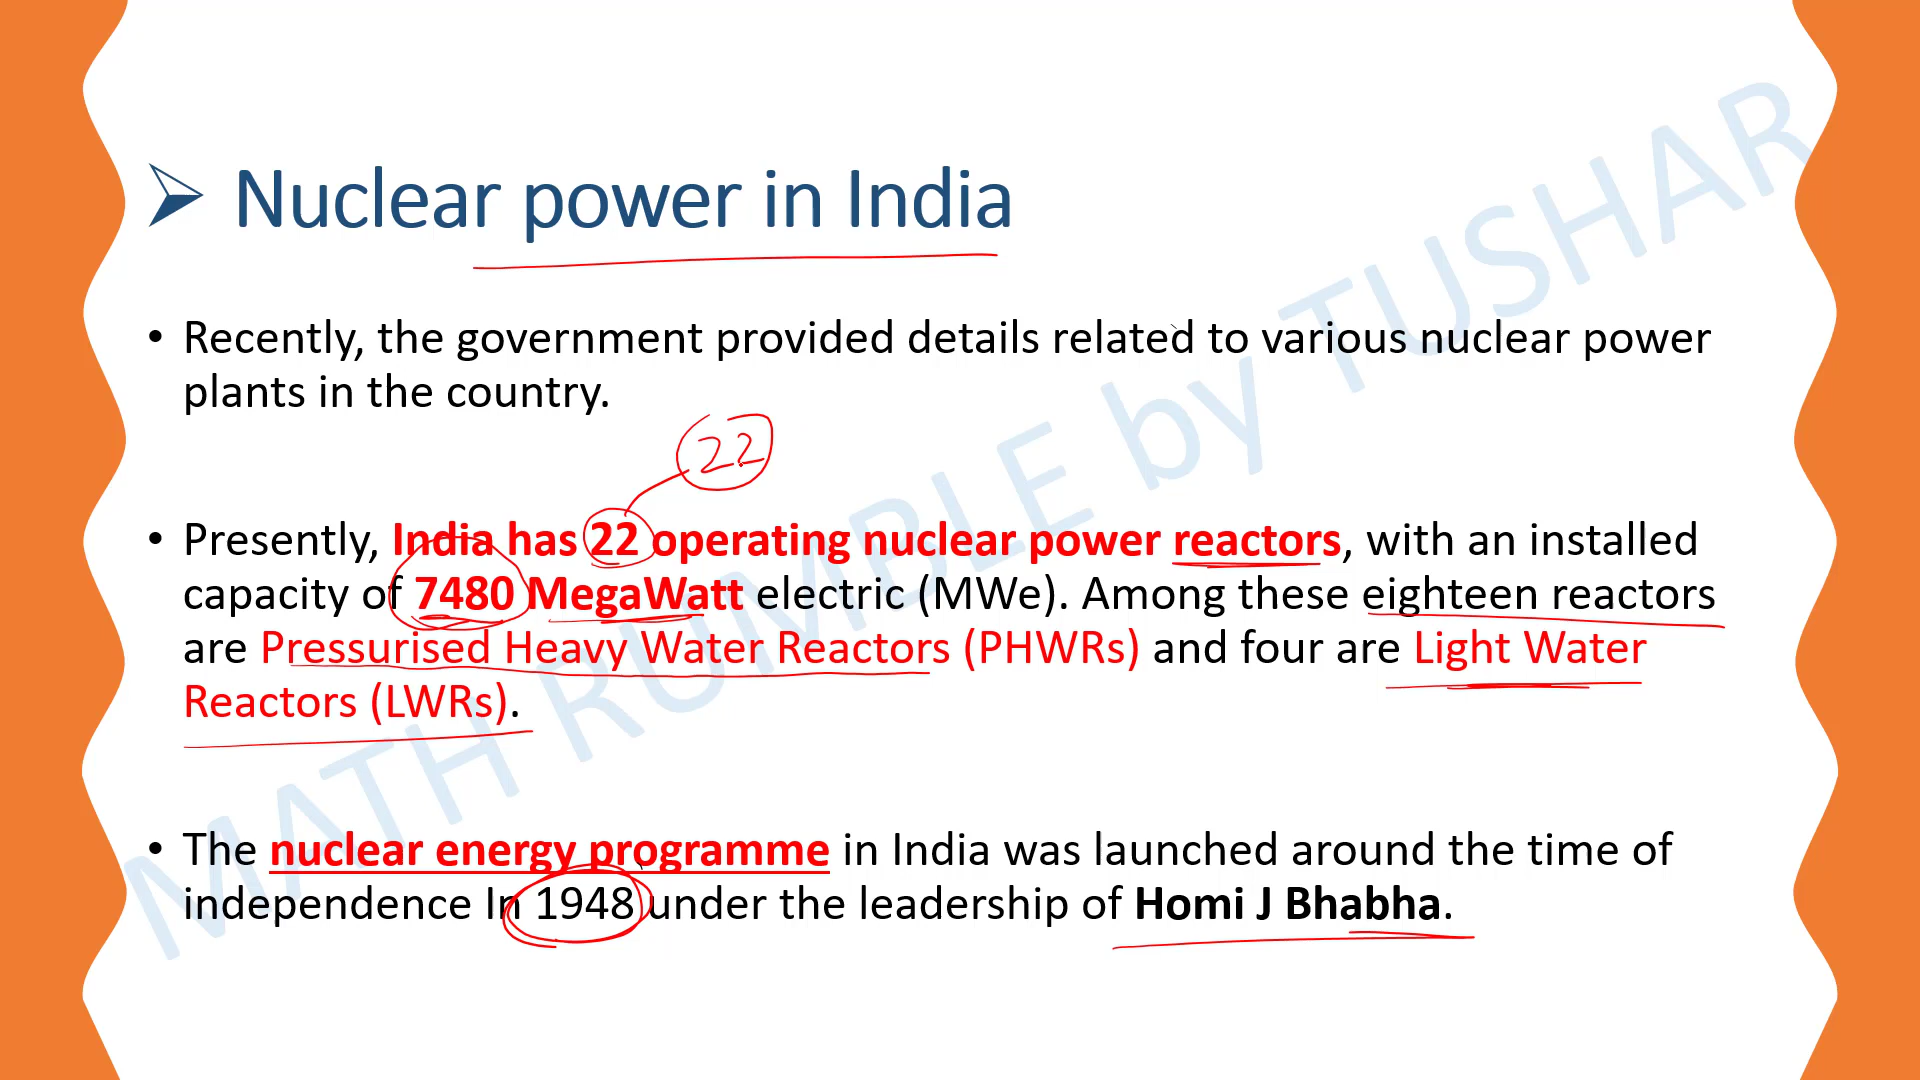 Nuclear power in India
• Recently, the government provided details related to various nuclear power
plants in the country.
22
• Presently, India has 22 operating nuclear power reactors, with an installed
capacity of 7480 MegaWatt electric (MWe). Among these eighteen reactors
are Pressurised Heavy Water Reactors (PHWRs) and four are Light Water
Reactors (LWRs).
• The nuclear energy programme in India was launched around the time of
independence In 1948 under the leadership of Homi J Bhabha.
MATH RUMBLE by TUSHAR